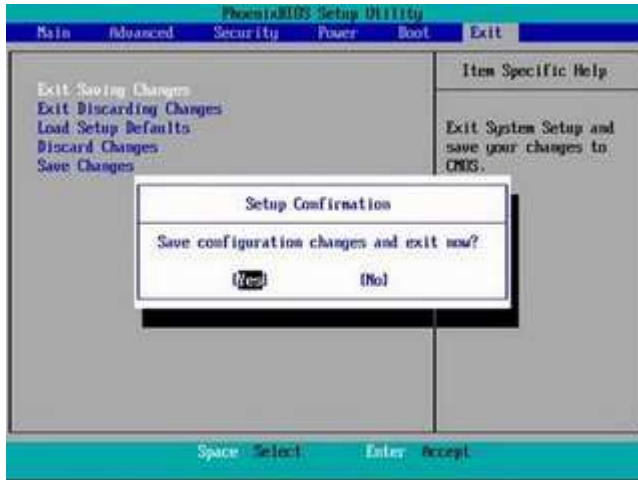 PhoenixBIOS Setup Utility
Main Advanced Security Power Boot Exit
Item Specific Help
Exit Saving Changes
Exit Discarding Changes
Load Setup Defaults
Discard Changes
Save Changes
Exit System Setup and
save your changes to
CMOS.
Setup Confirmation
Save configuration changes and exit now?
[Yes] [No]
Space Select Enter Accept